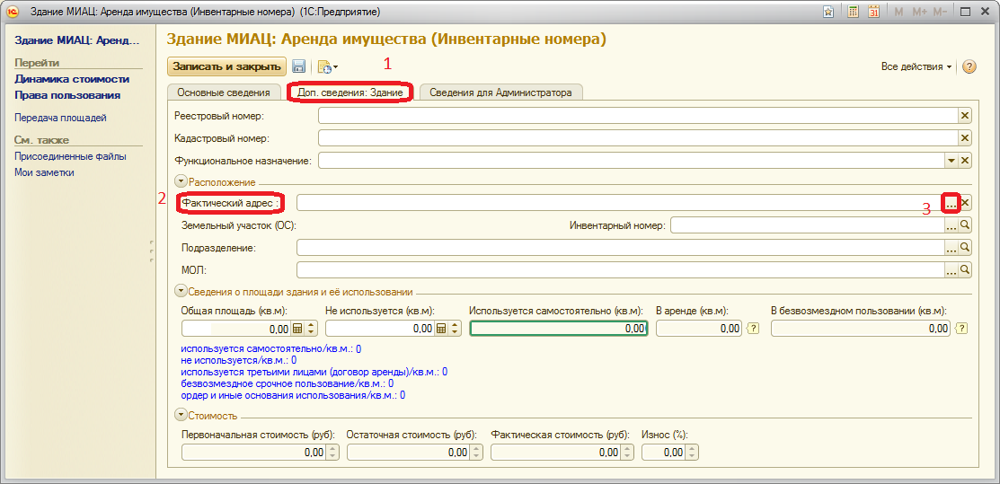 Здание МИАЦ: Аренда имущества (Инвентарные номера) (1С:Предприятие)
31
M M+ M-
Здание МИАЦ: Аренд...
Перейти
Динамика стоимости
Права пользования
Передача площадей
См. также
Присоединенные файлы
Мои заметки
Здание МИАЦ: Аренда имущества (Инвентарные номера)
Записать и закрыть
1
Все действия
?
Основные сведения
Доп. сведения: Здание
Сведения для Администратора
Реестровый номер:
Кадастровый номер:
Функциональное назначение:
Расположение
2
Фактический адрес :
...
3
Земельный участок (ОС):
Инвентарный номер:
...
Подразделение:
...
МОЛ:
...
Сведения о площади здания и её использовании
Общая площадь (кв.м): Не используется (кв.м): Используется самостоятельно (кв.м): В аренде (кв.м): В безвозмездном пользовании (кв.м):
0,00 0,00 0,00 0,00 ? 0,00 ?
используется самостоятельно/кв.м.: 0
не используется/кв.м.: 0
используется третьими лицами (договор аренды)/кв.м.: 0
безвозмездное срочное пользование/кв.м.: 0
ордер и иные основания использования/кв.м.: 0
Стоимость
Первоначальная стоимость (руб): Остаточная стоимость (руб): Фактическая стоимость (руб): Износ (%):
0,00 0,00 0,00 0,00